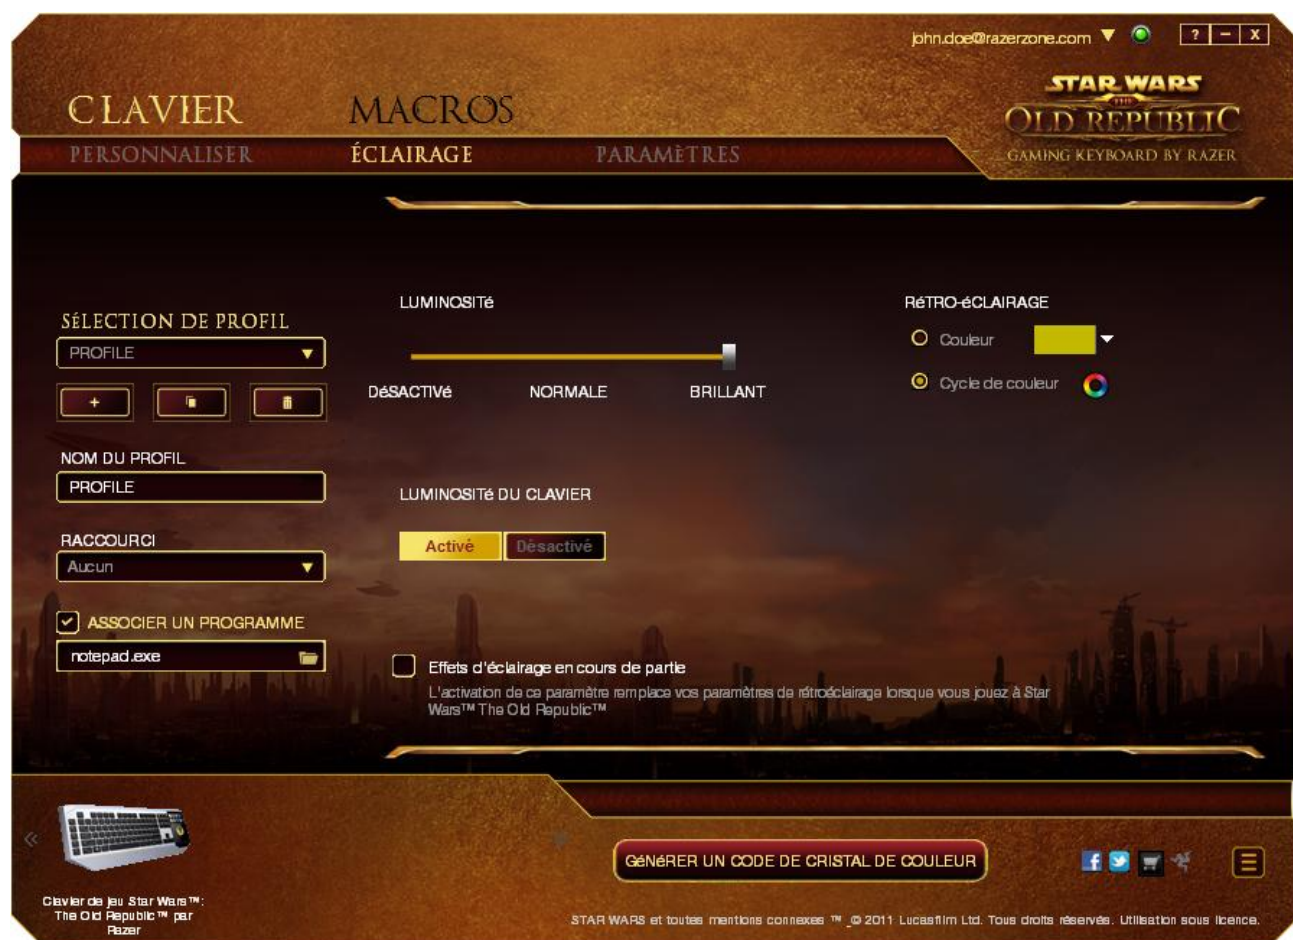 john.doe@razerzone.com
? – X
STAR WARS
THE
OLD REPUBLIC
GAMING KEYBOARD BY RAZER
CLAVIER MACROS
PERSONNALISER ÉCLAIRAGE PARAMÈTRES
SéLECTION DE PROFIL
PROFILE
+
NOM DU PROFIL
PROFILE
RACCOURCI
Aucun
ASSOCIER UN PROGRAMME
notepad.exe
LUMINOSITé
DéSACTIVé NORMALE BRILLANT
RéTRO-éCLAIRAGE
Couleur
Cycle de couleur
LUMINOSITé DU CLAVIER
Activé Désactivé
Effets d'éclairage en cours de partie
L'activation de ce paramètre remplace vos paramètres de rétroéclairage lorsque vous jouez à Star
Wars™ The Old Republic™
Clavier de jeu Star Wars™:
The Old Republic™ par
Razer
GéNéRER UN CODE DE CRISTAL DE COULEUR
STAR WARS et toutes mentions connexes ™_© 2011 Lucasfilm Ltd. Tous droits réservés. Utilisation sous licence.